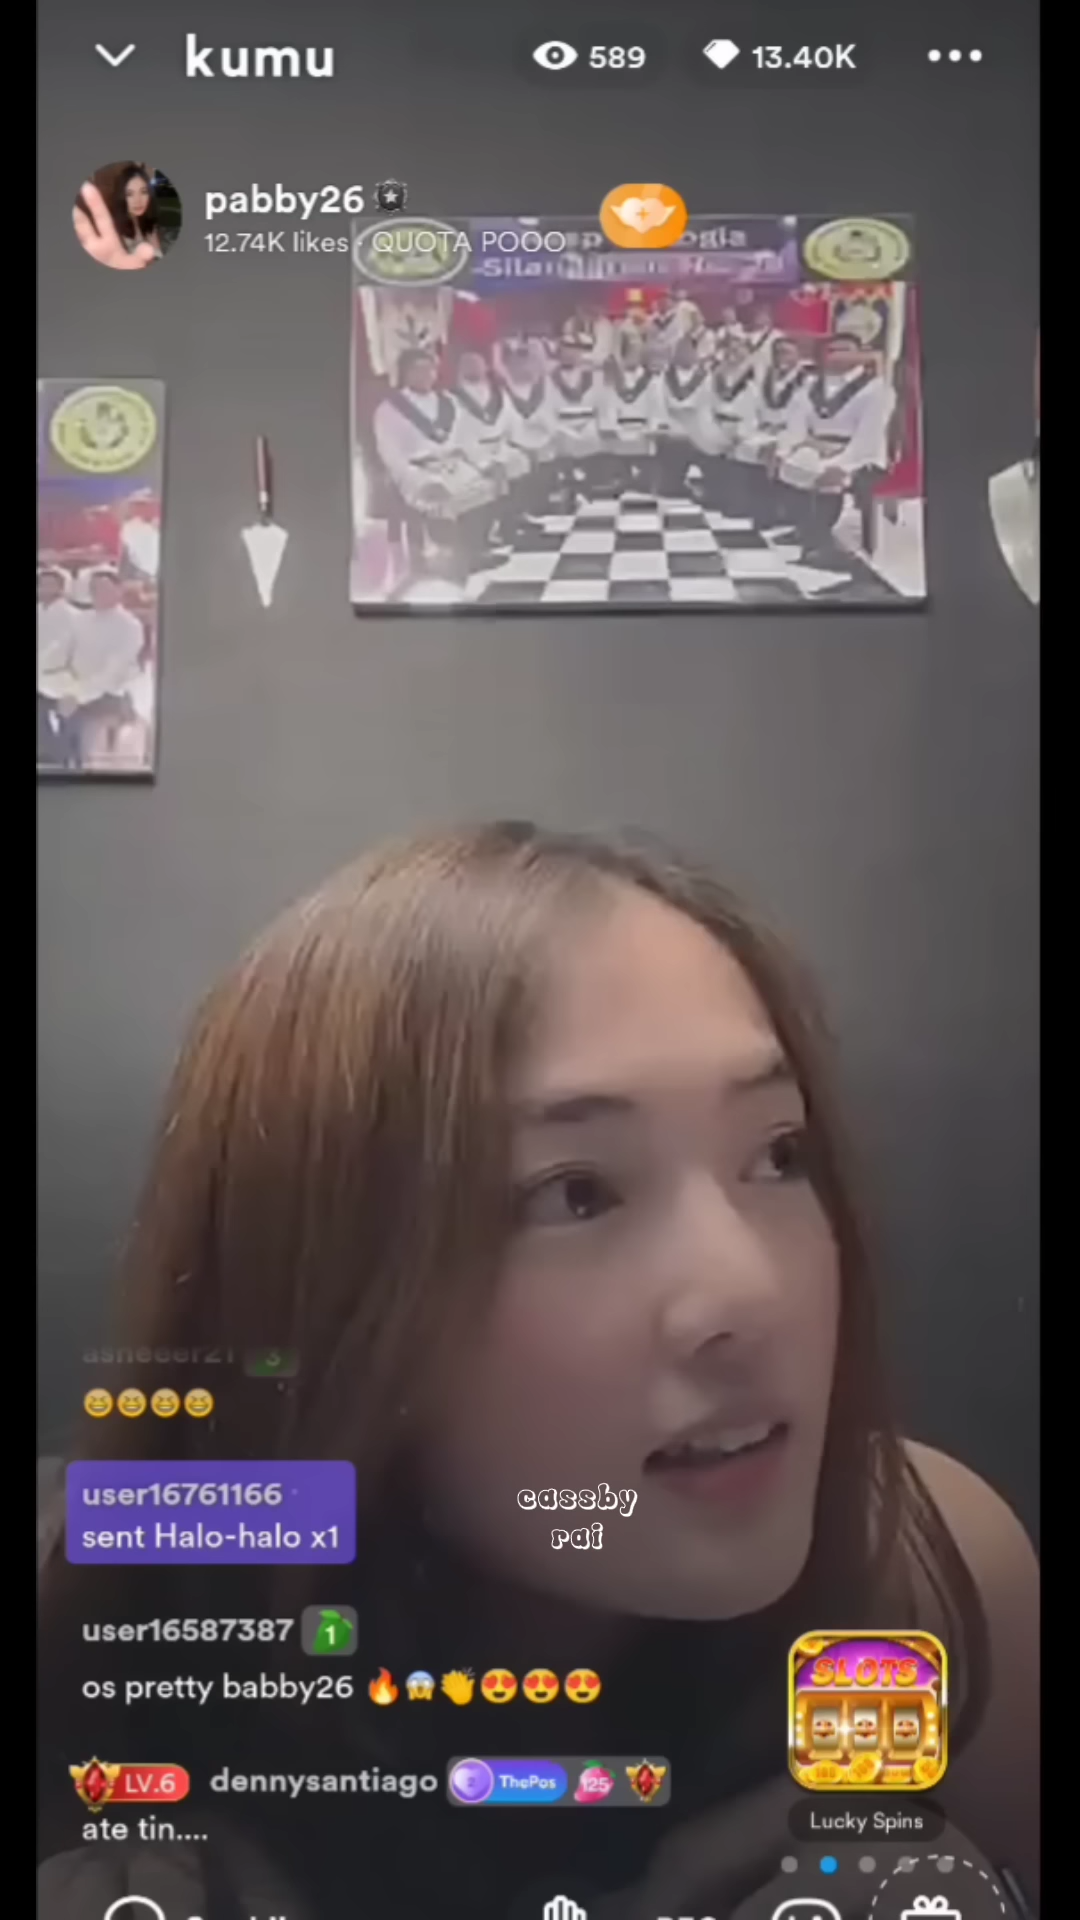 kumu 589 13.40K
pabby26
12.74K likes · QUOTA POOO
3
user16761166
sent Halo-halo x1
cassby
rai
user16587387 1
os pretty babby26 🔥😱👏😍😍😍
SLOTS
LV.6 dennysantiago ThePos 125
ate tin....
Lucky Spins